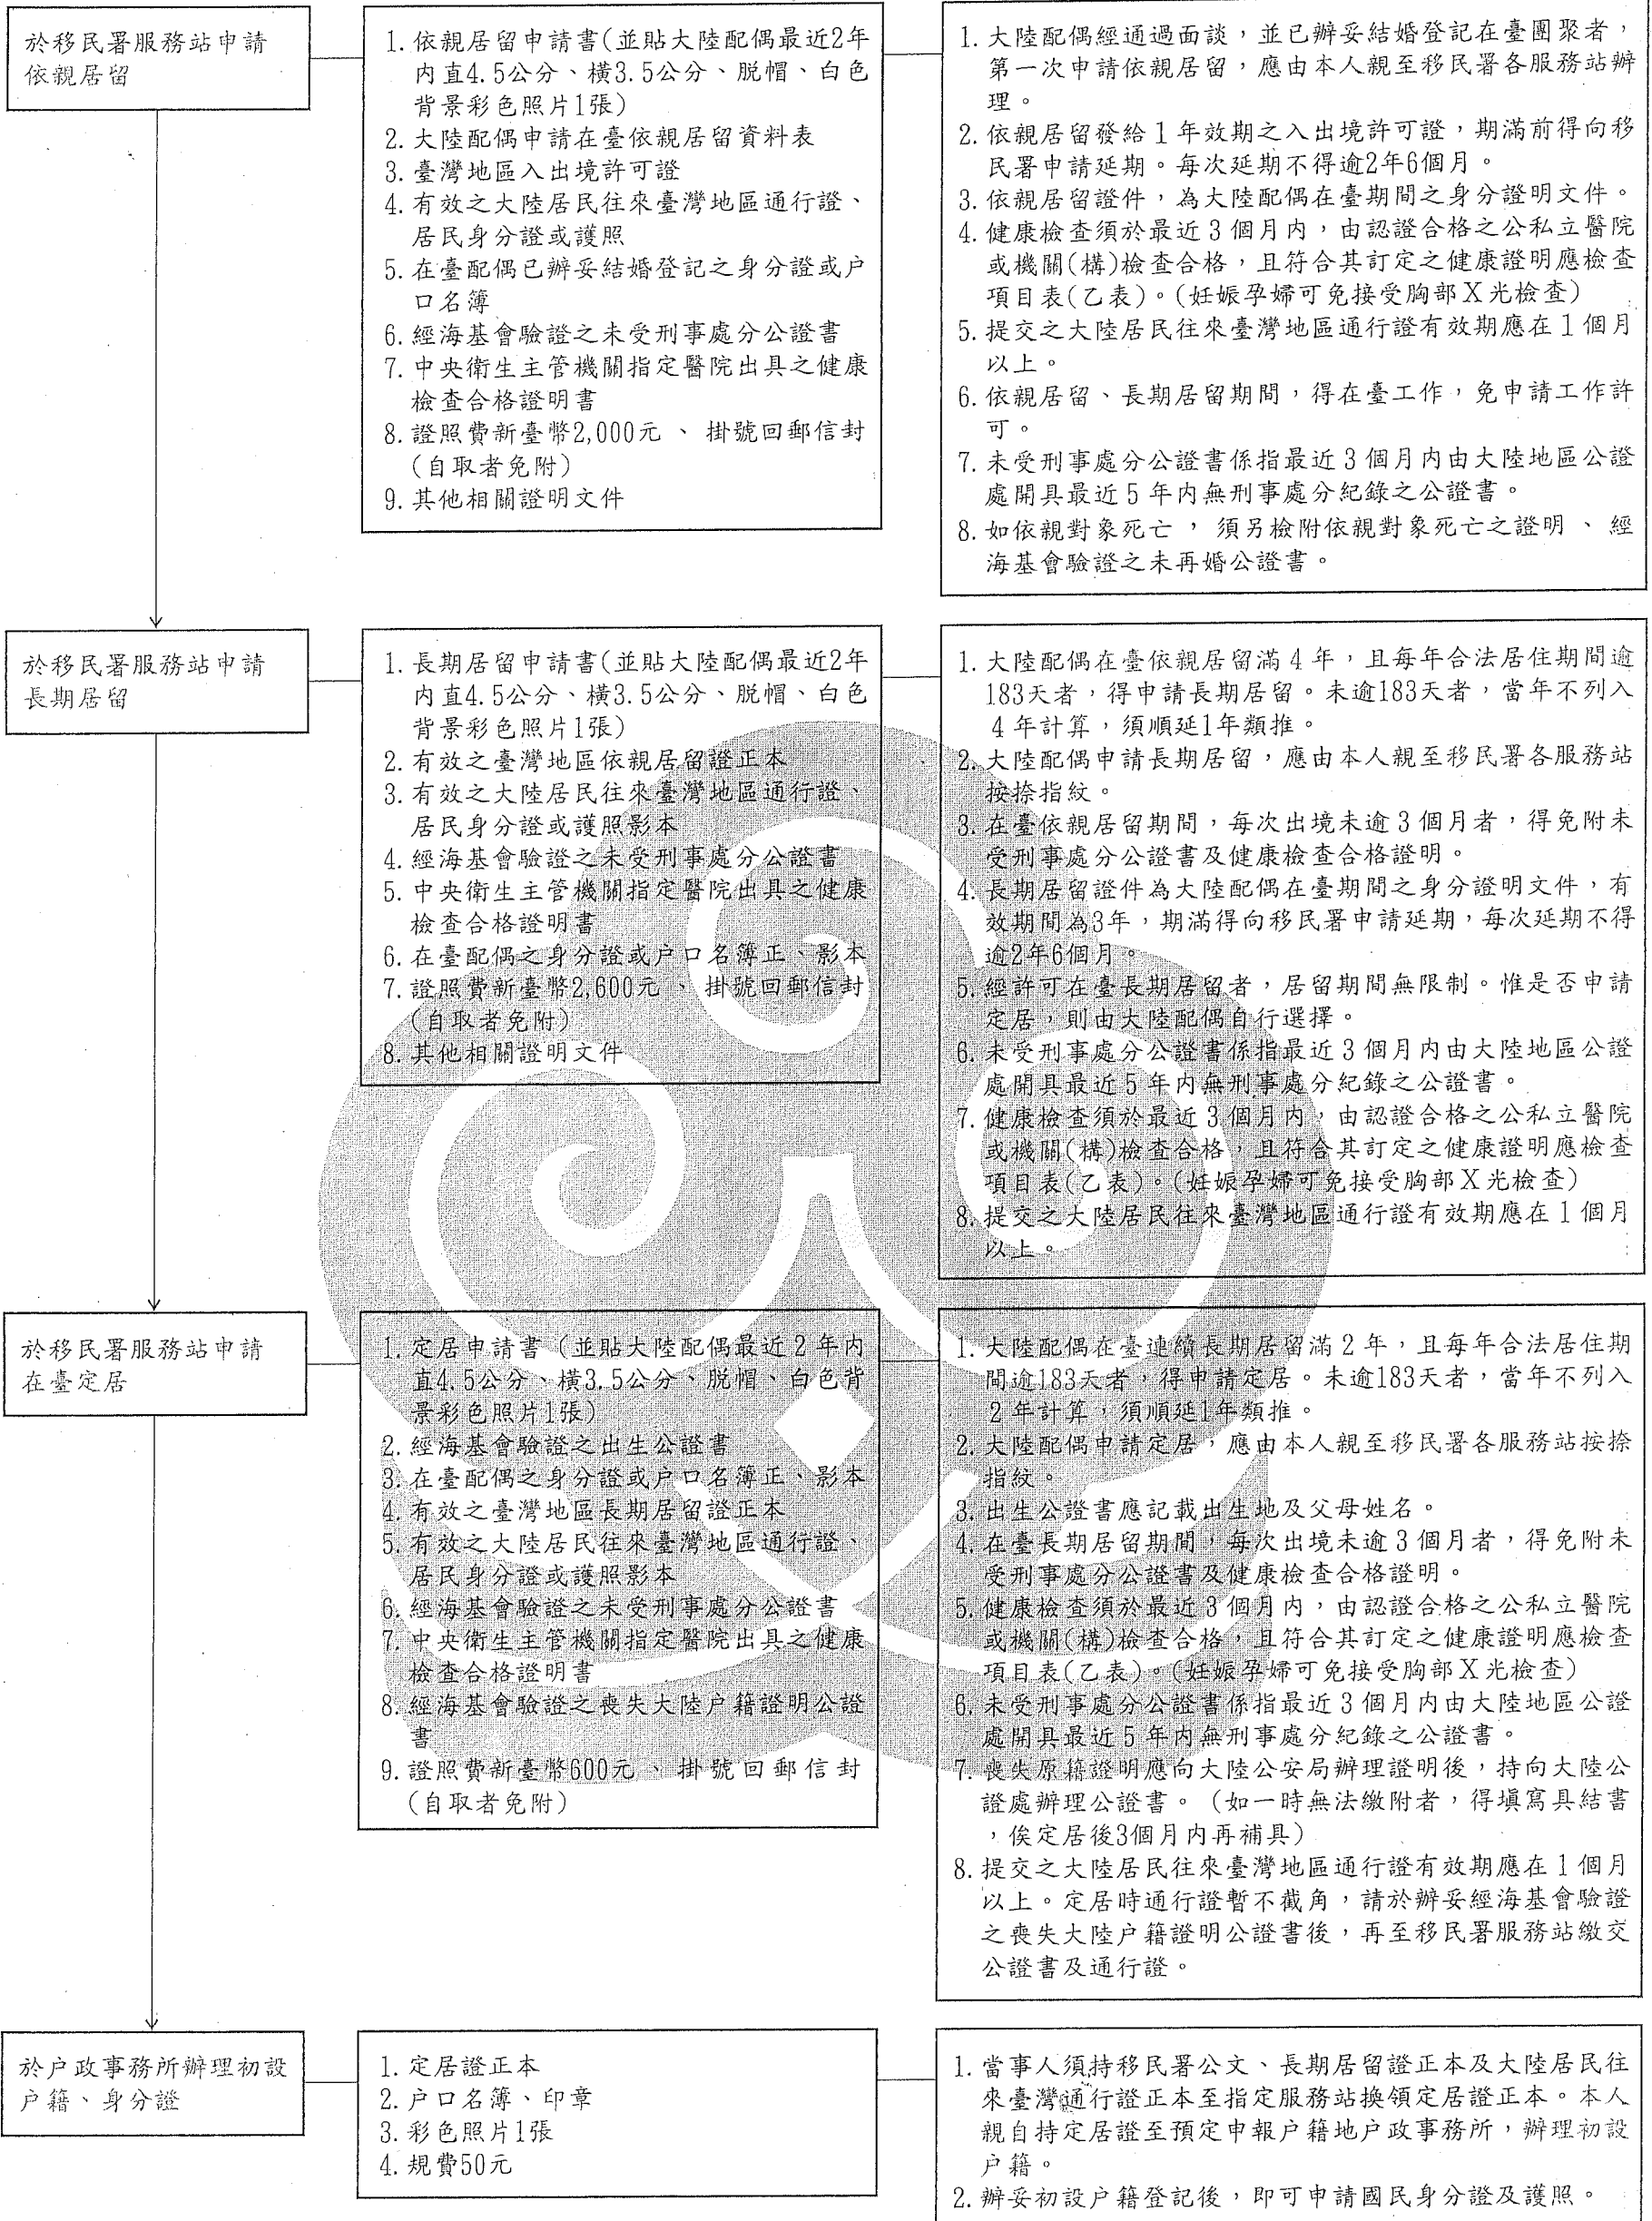 於移民署服務站申請
依親居留
1.依親居留申請書(並貼大陸配偶最近2年
內直4.5公分、橫3.5公分、脫帽、白色
背景彩色照片1張)
2.大陸配偶申請在臺依親居留資料表
3.臺灣地區入出境許可證
4.有效之大陸居民往來臺灣地區通行證、
居民身分證或護照
5.在臺配偶已辦妥結婚登記之身分證或户
口名簿
6.經海基會驗證之未受刑事處分公證書
7.中央衛生主管機關指定醫院出具之健康
檢查合格證明書
8.證照費新臺幣2,000元、掛號回郵信封
(自取者免附)
9.其他相關證明文件
1.大陸配偶經通過面談，並已辦妥結婚登記在臺團聚者，
第一次申請依親居留，應由本人親至移民署各服務站辦
理。
2.依親居留發給1年效期之入出境許可證，期滿前得向移
民署申請延期。每次延期不得逾2年6個月。
3.依親居留證件，為大陸配偶在臺期間之身分證明文件。
4.健康檢查須於最近3個月內，由認證合格之公私立醫院
或機關(構)檢查合格，且符合其訂定之健康證明應檢查
項目表(乙表)。(妊娠孕婦可免接受胸部X光檢查)
5.提交之大陸居民往來臺灣地區通行證有效期應在1個月
以上。
6.依親居留、長期居留期間，得在臺工作，免申請工作許
可。
7.未受刑事處分公證書係指最近3個月內由大陸地區公證
處開具最近5年內無刑事處分紀錄之公證書。
8.如依親對象死亡，須另檢附依親對象死亡之證明、經
海基會驗證之未再婚公證書。
於移民署服務站申請
長期居留
1.長期居留申請書(並貼大陸配偶最近2年
內直4.5公分、橫3.5公分、脫帽、白色
背景彩色照片1張)
2.有效之臺灣地區依親居留證正本
3.有效之大陸居民往來臺灣地區通行證、
居民身分證或護照影本
4.經海基會驗證之未受刑事處分公證書
5.中央衛生主管機關指定醫院出具之健康
檢查合格證明書
6.在臺配偶之身分證或户口名簿正、影本
7.證照費新臺幣2,600元、掛號回郵信封
(自取者免附)
8.其他相關證明文件
1.大陸配偶在臺依親居留滿4年，且每年合法居住期間逾
183天者，得申請長期居留。未逾183天者，當年不列入
4年計算，須順延1年類推。
2.大陸配偶申請長期居留，應由本人親至移民署各服務站
按捺指紋。
3.在臺依親居留期間，每次出境未逾3個月者，得免附未
受刑事處分公證書及健康檢查合格證明。
4.長期居留證件為大陸配偶在臺期間之身分證明文件，有
效期間為3年，期滿得向移民署申請延期，每次延期不得
逾2年6個月。
5.經許可在臺長期居留者，居留期間無限制。惟是否申請
定居，則由大陸配偶自行選擇。
6.未受刑事處分公證書係指最近3個月內由大陸地區公證
處開具最近5年內無刑事處分紀錄之公證書。
7.健康檢查須於最近3個月內，由認證合格之公私立醫院
或機關(構)檢查合格，且符合其訂定之健康證明應檢查
項目表(乙表)。(妊娠孕婦可免接受胸部X光檢查)
8.提交之大陸居民往來臺灣地區通行證有效期應在1個月
以上。
於移民署服務站申請
在臺定居
1.定居申請書(並貼大陸配偶最近2年內
直4.5公分、橫3.5公分、脫帽、白色背
景彩色照片1張)
2.經海基會驗證之出生公證書
3.在臺配偶之身分證或户口名簿正、影本
4.有效之臺灣地區長期居留證正本
5.有效之大陸居民往來臺灣地區通行證、
居民身分證或護照影本
6.經海基會驗證之未受刑事處分公證書
7.中央衛生主管機關指定醫院出具之健康
檢查合格證明書
8.經海基會驗證之喪失大陸户籍證明公證
書
9.證照費新臺幣600元、掛號回郵信封
(自取者免附)
1.大陸配偶在臺連續長期居留滿2年，且每年合法居住期
間逾183天者，得申請定居。未逾183天者，當年不列入
2年計算，須順延1年類推。
2.大陸配偶申請定居，應由本人親至移民署各服務站按捺
指紋。
3.出生公證書應記載出生地及父母姓名。
4.在臺長期居留期間，每次出境未逾3個月者，得免附未
受刑事處分公證書及健康檢查合格證明。
5.健康檢查須於最近3個月內，由認證合格之公私立醫院
或機關(構)檢查合格，且符合其訂定之健康證明應檢查
項目表(乙表)。(妊娠孕婦可免接受胸部X光檢查)
6.未受刑事處分公證書係指最近3個月內由大陸地區公證
處開具最近5年內無刑事處分紀錄之公證書。
7.喪失原籍證明應向大陸公安局辦理證明後，持向大陸公
證處辦理公證書。(如一時無法繳附者，得填寫具結書
，俟定居後3個月內再補具)
8.提交之大陸居民往來臺灣地區通行證有效期應在1個月
以上。定居時通行證暫不截角，請於辦妥經海基會驗證
之喪失大陸户籍證明公證書後，再至移民署服務站繳交
公證書及通行證。
於户政事務所辦理初設
户籍、身分證
1.定居證正本
2.户口名簿、印章
3.彩色照片1張
4.規費50元
1.當事人須持移民署公文、長期居留證正本及大陸居民往
來臺灣通行證正本至指定服務站換領定居證正本。本人
親自持定居證至預定申報户籍地户政事務所，辦理初設
户籍。
2.辦妥初設户籍登記後，即可申請國民身分證及護照。